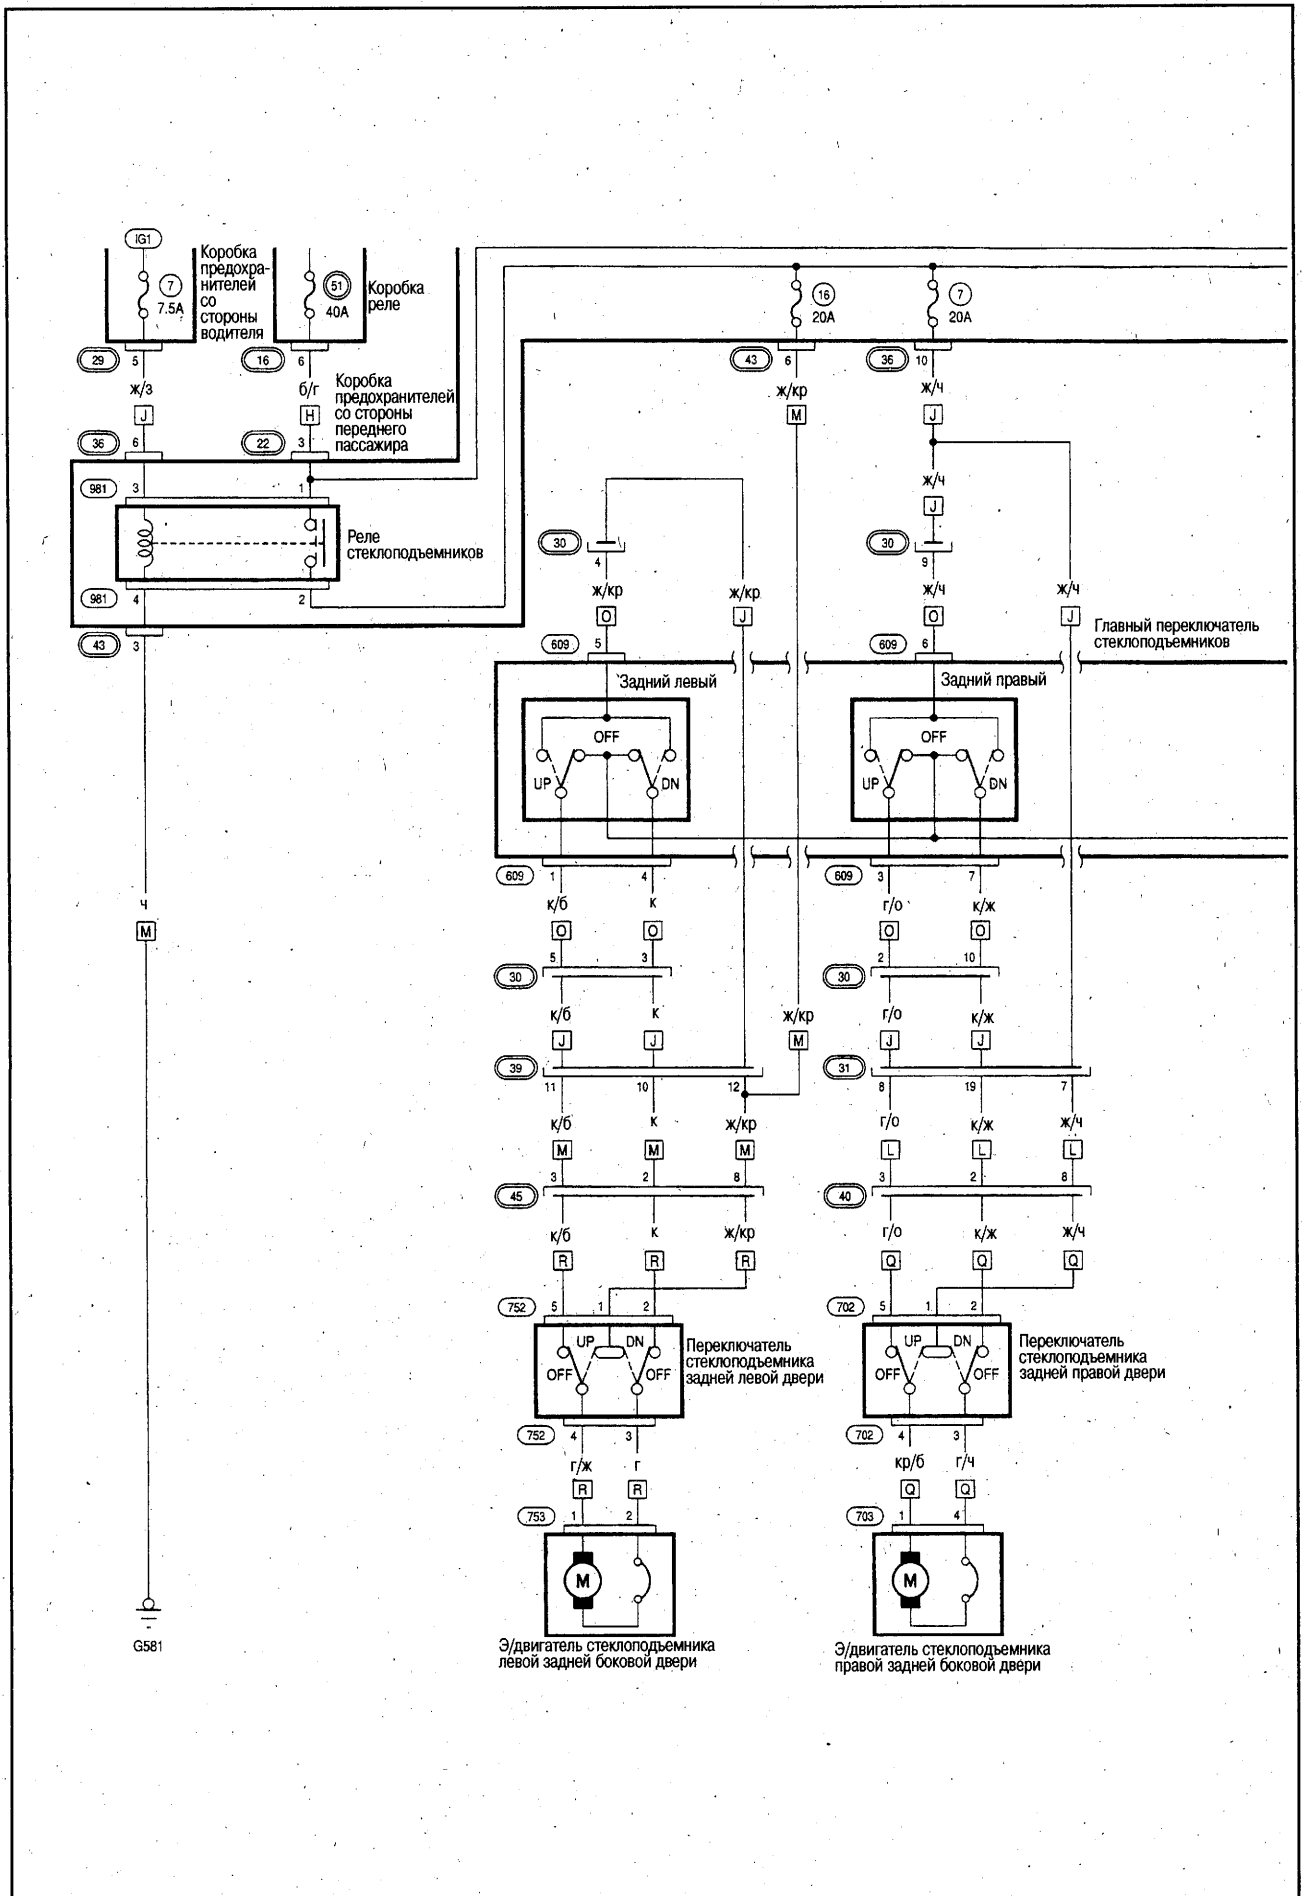 IG1
7
7.5A
Коробка
предохра-
нителей
со
стороны
водителя
51
40A
Коробка
реле
16
20A
7
20A
29
5
16
6
43
6
36
10
ж/з
б/г
ж/кр
ж/ч
J
H
M
J
Коробка
предохранителей
со стороны
переднего
пассажира
36
6
22
3
981
3
1
ж/ч
J
Реле
стеклоподъемников
30
4
30
9
981
4
2
ж/кр
ж/кр
ж/ч
ж/ч
O
J
O
J
43
3
609
5
609
6
Главный переключатель
стеклоподъемников
Задний левый
Задний правый
OFF
UP
DN
OFF
UP
DN
609
1
4
609
3
7
ч
M
к/б
к
г/о
к/ж
O
O
O
O
30
5
3
30
2
10
к/б
к
ж/кр
г/о
к/ж
J
J
M
J
J
39
11
10
12
31
8
19
7
к/б
к
ж/кр
г/о
к/ж
ж/ч
M
M
M
L
L
L
45
3
2
8
40
3
2
8
к/б
к
ж/кр
г/о
к/ж
ж/ч
R
R
R
Q
Q
Q
752
5
1
2
702
5
1
2
UP
DN
OFF
OFF
Переключатель
стеклоподъемника
задней левой двери
UP
DN
OFF
OFF
Переключатель
стеклоподъемника
задней правой двери
752
4
3
702
4
3
г/ж
г
кр/б
г/ч
R
R
Q
Q
753
1
2
703
1
4
M
M
G581
Э/двигатель стеклоподъемника
левой задней боковой двери
Э/двигатель стеклоподъемника
правой задней боковой двери